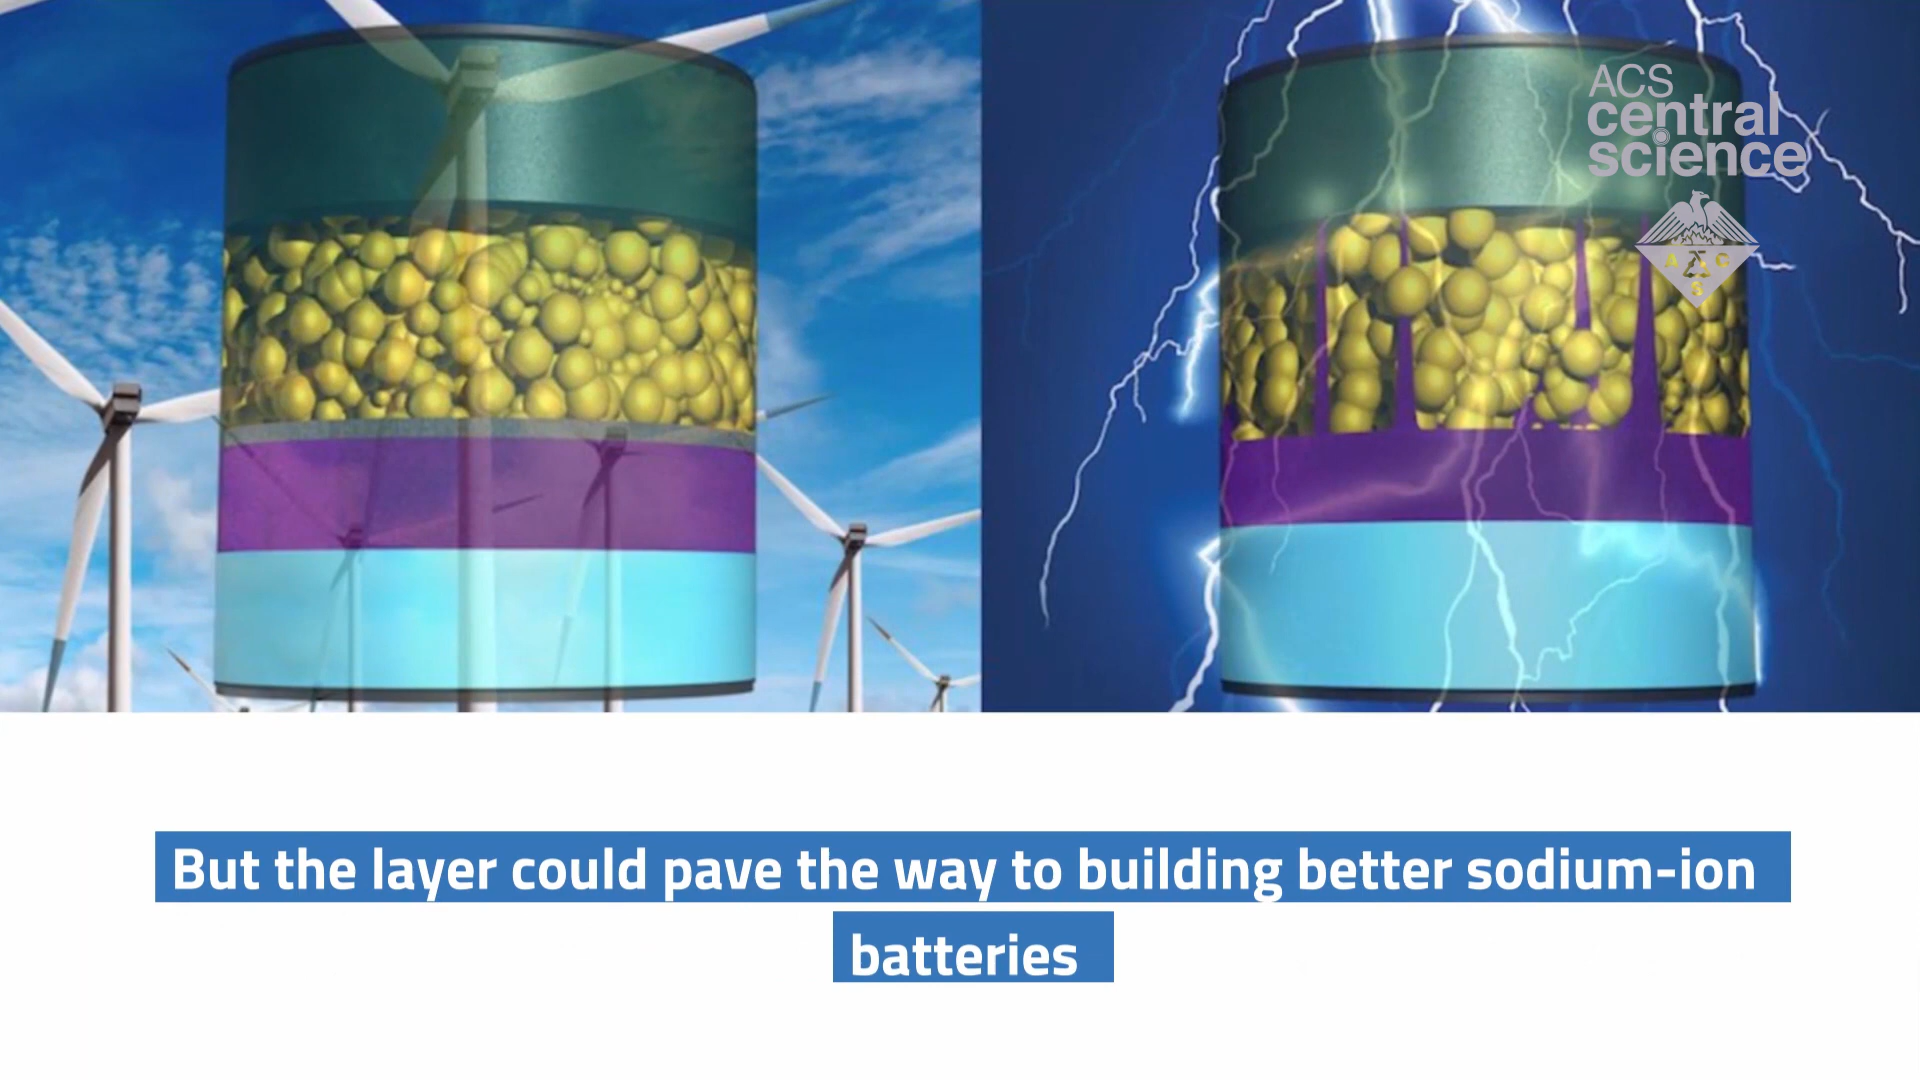 ACS
central
science
A C
S
But the layer could pave the way to building better sodium-ion
batteries